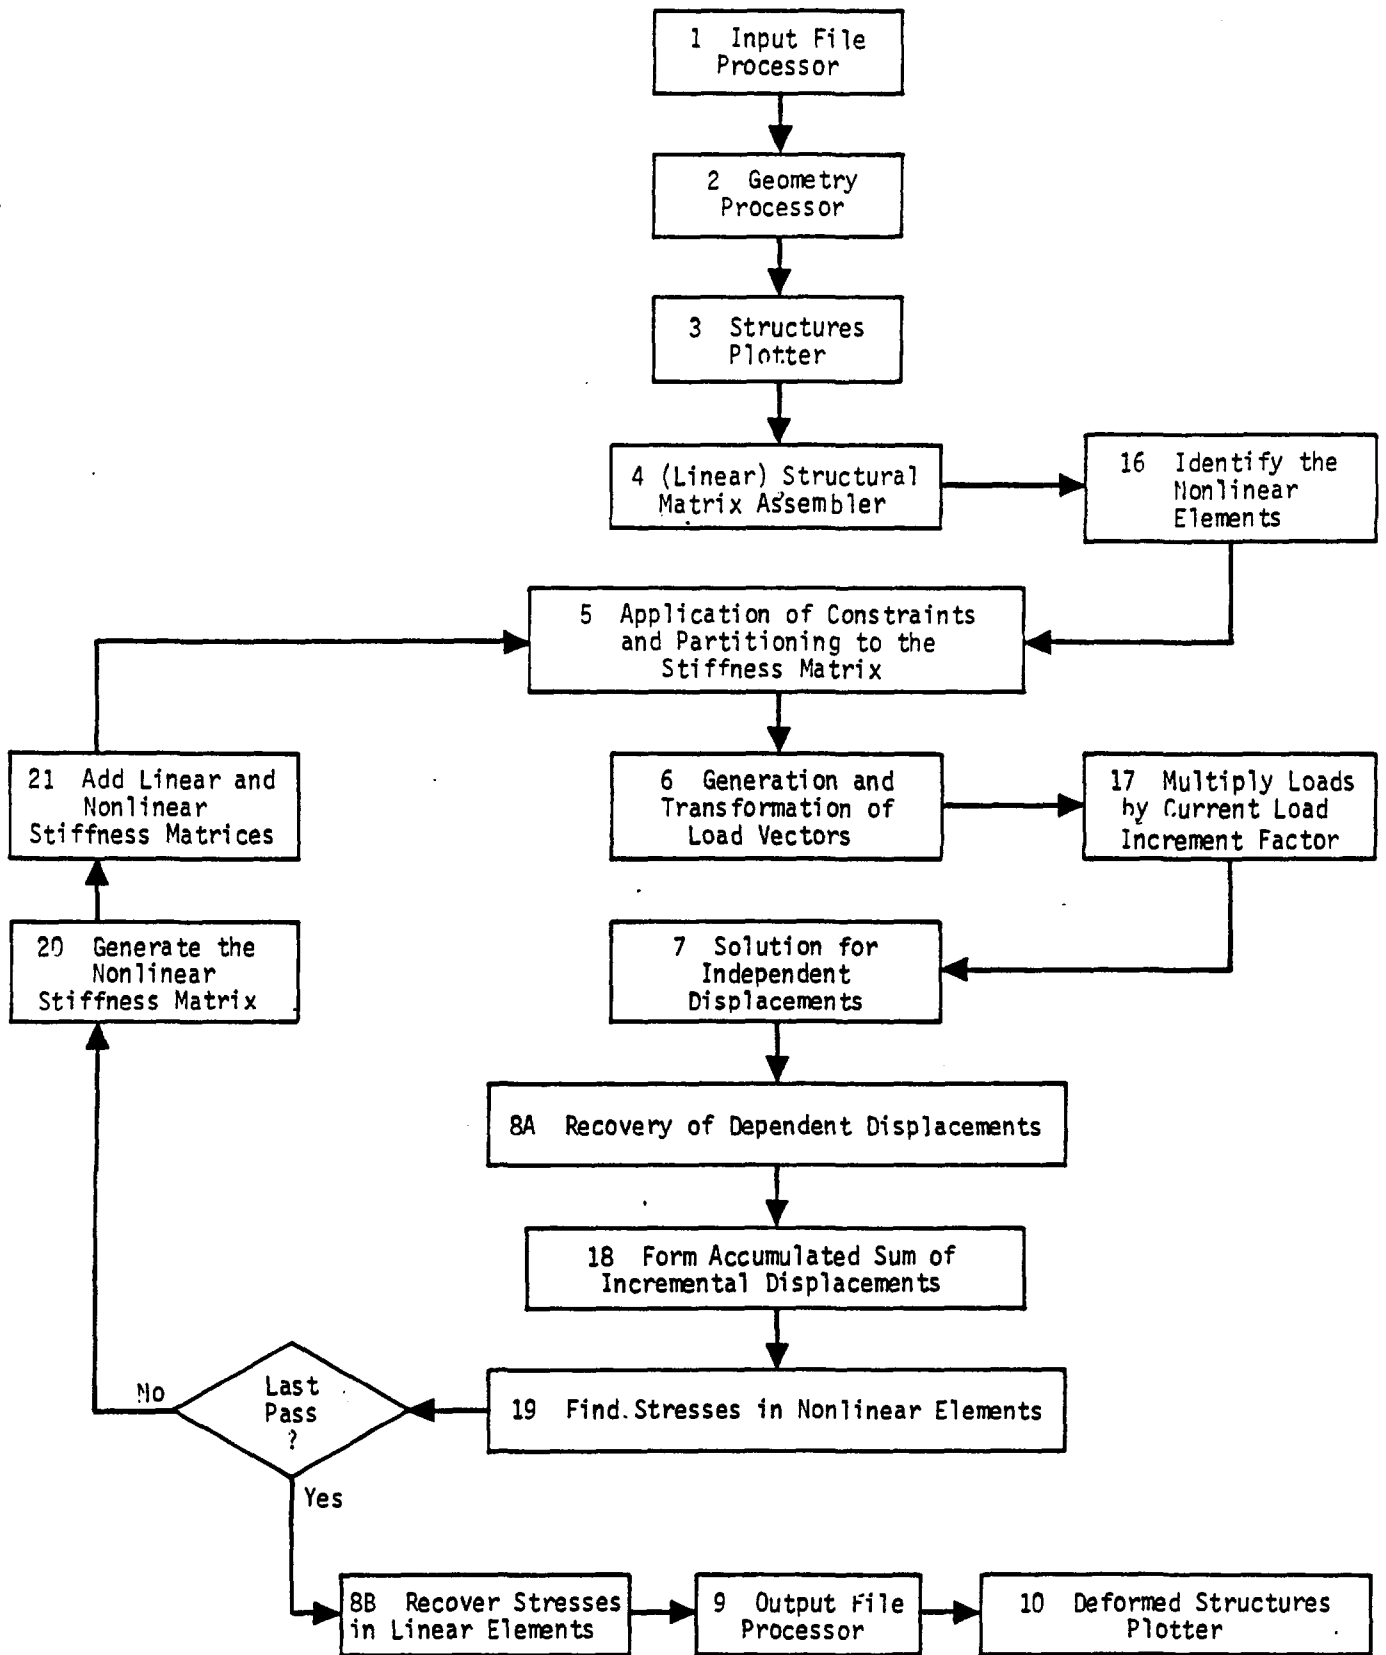 1 Input File
Processor
2 Geometry
Processor
3 Structures
Plotter
4 (Linear) Structural
Matrix Assembler
16 Identify the
Nonlinear
Elements
5 Application of Constraints
and Partitioning to the
Stiffness Matrix
21 Add Linear and
Nonlinear
Stiffness Matrices
6 Generation and
Transformation of
Load Vectors
17 Multiply Loads
by Current Load
Increment Factor
20 Generate the
Nonlinear
Stiffness Matrix
7 Solution for
Independent
Displacements
8A Recovery of Dependent Displacements
18 Form Accumulated Sum of
Incremental Displacements
19 Find Stresses in Nonlinear Elements
Last
Pass
?
No
Yes
8B Recover Stresses
in Linear Elements
9 Output File
Processor
10 Deformed Structures
Plotter